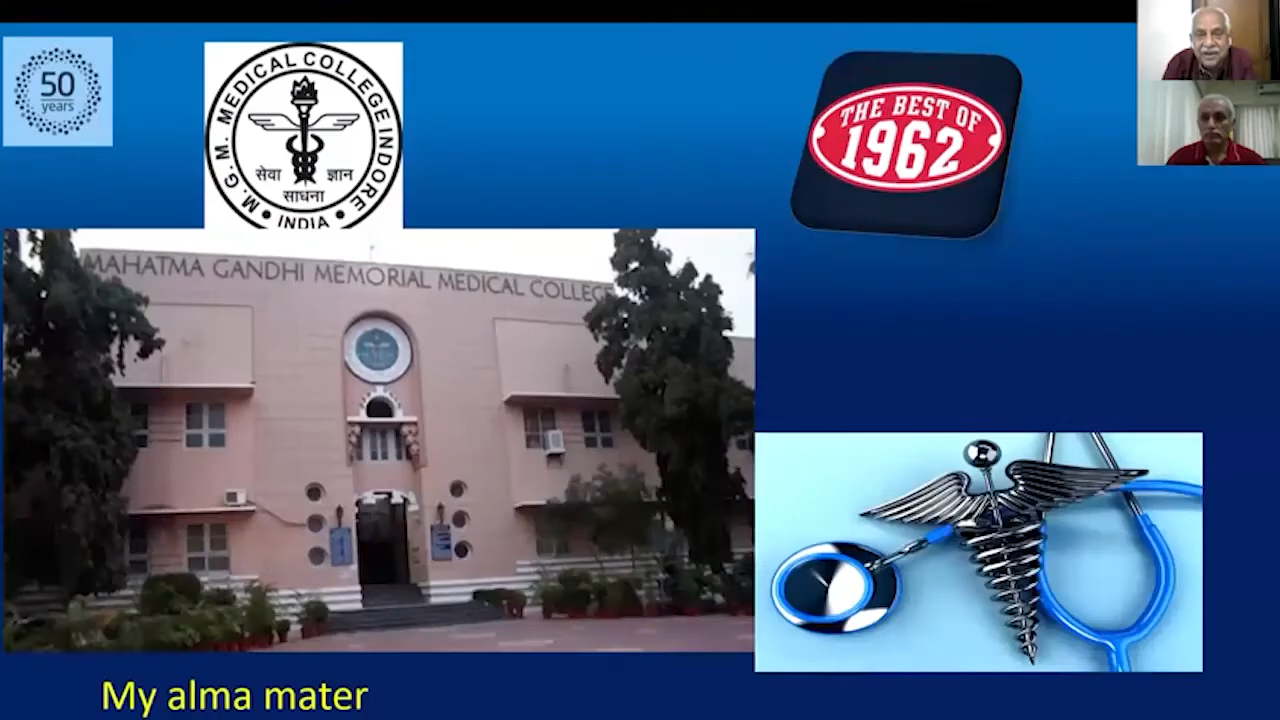 50
years
M.G.M. MEDICAL COLLEGE INDORE
सेवा ज्ञान
साधना
• INDIA •
THE BEST OF
1962
MAHATMA GANDHI MEMORIAL MEDICAL COLLEGE
My alma mater